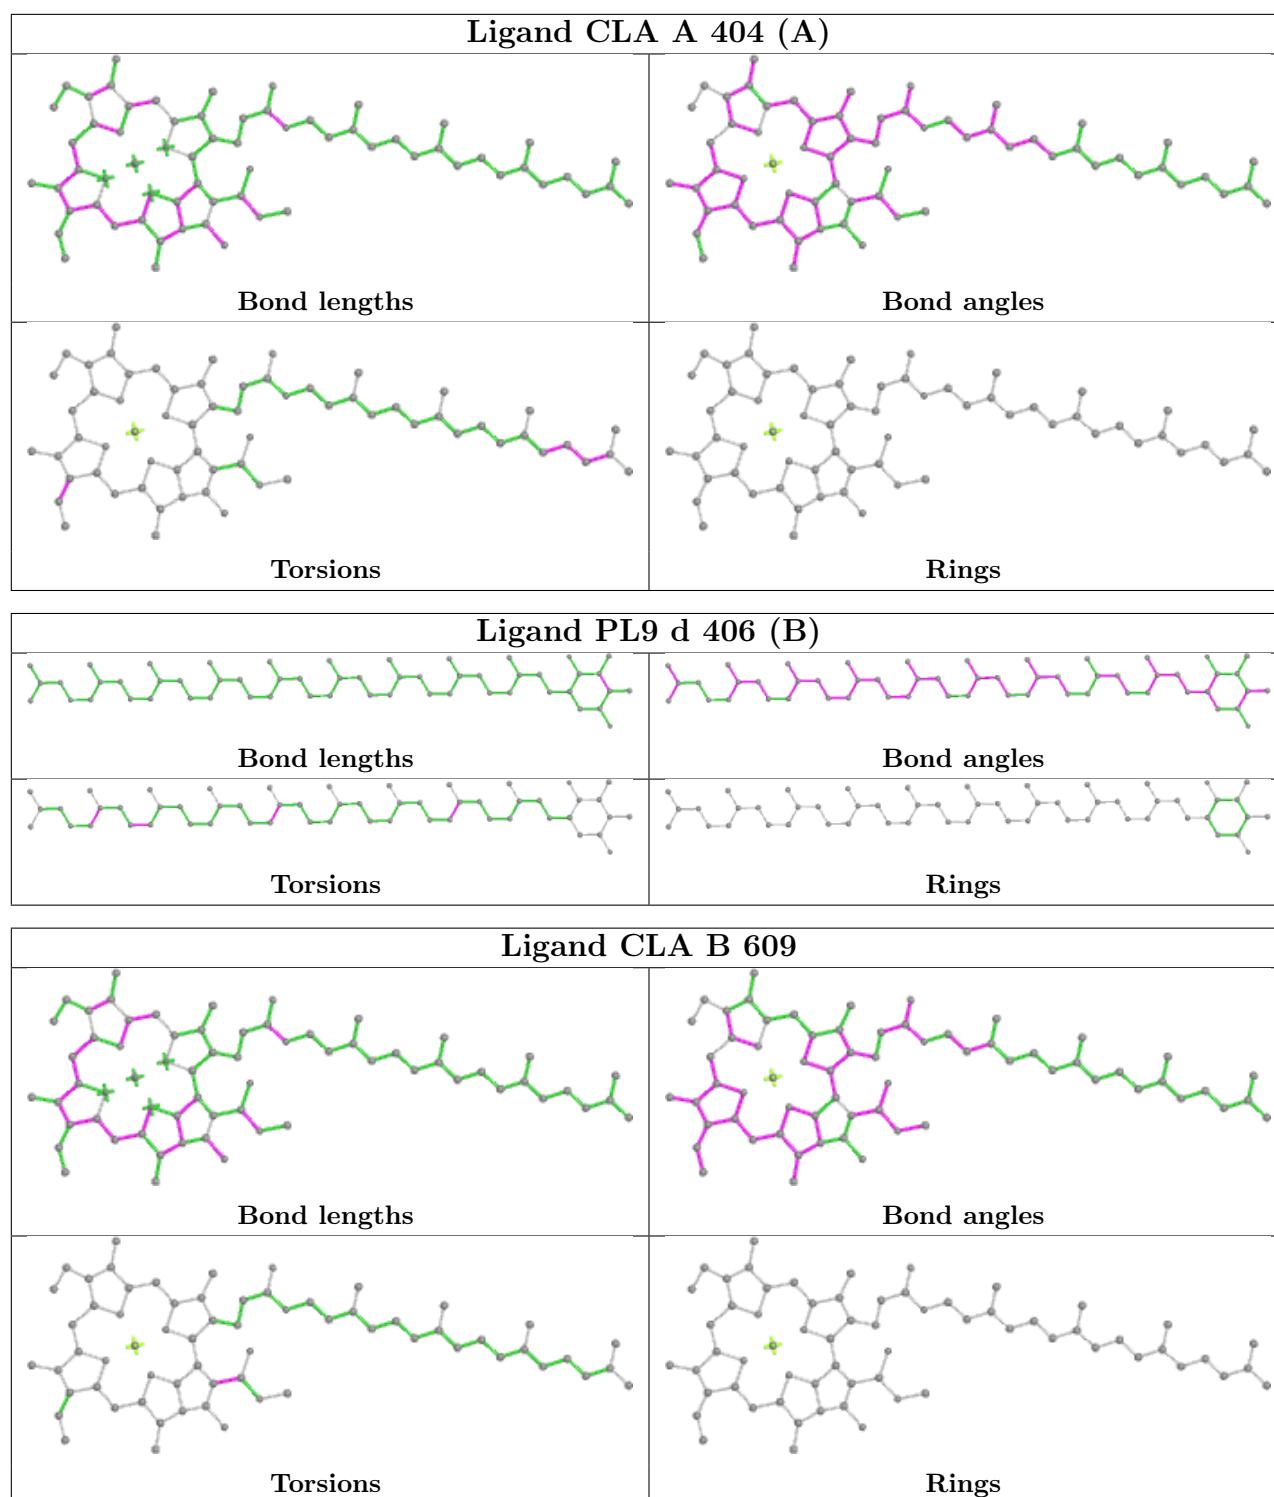 Ligand CLA A 404 (A)
Bond lengths
Bond angles
Torsions
Rings
Ligand PL9 d 406 (B)
Bond lengths
Bond angles
Torsions
Rings
Ligand CLA B 609
Bond lengths
Bond angles
Torsions
Rings